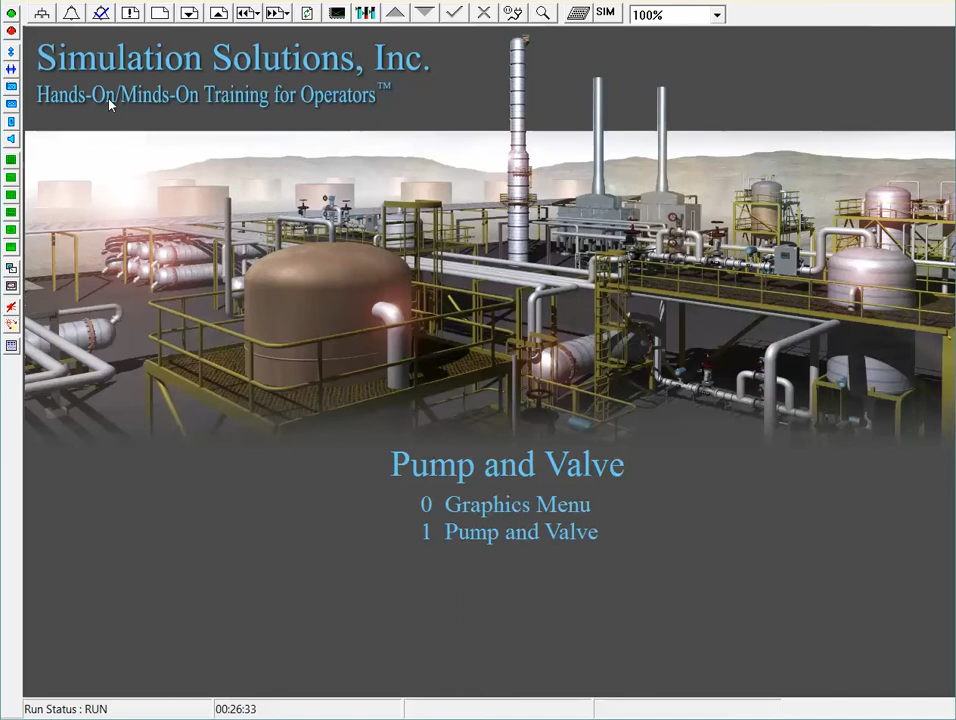 SIM
100%
Simulation Solutions, Inc.
Hands-On/Minds-On Training for Operators™
Pump and Valve
0 Graphics Menu
1 Pump and Valve
Run Status : RUN
00:26:33